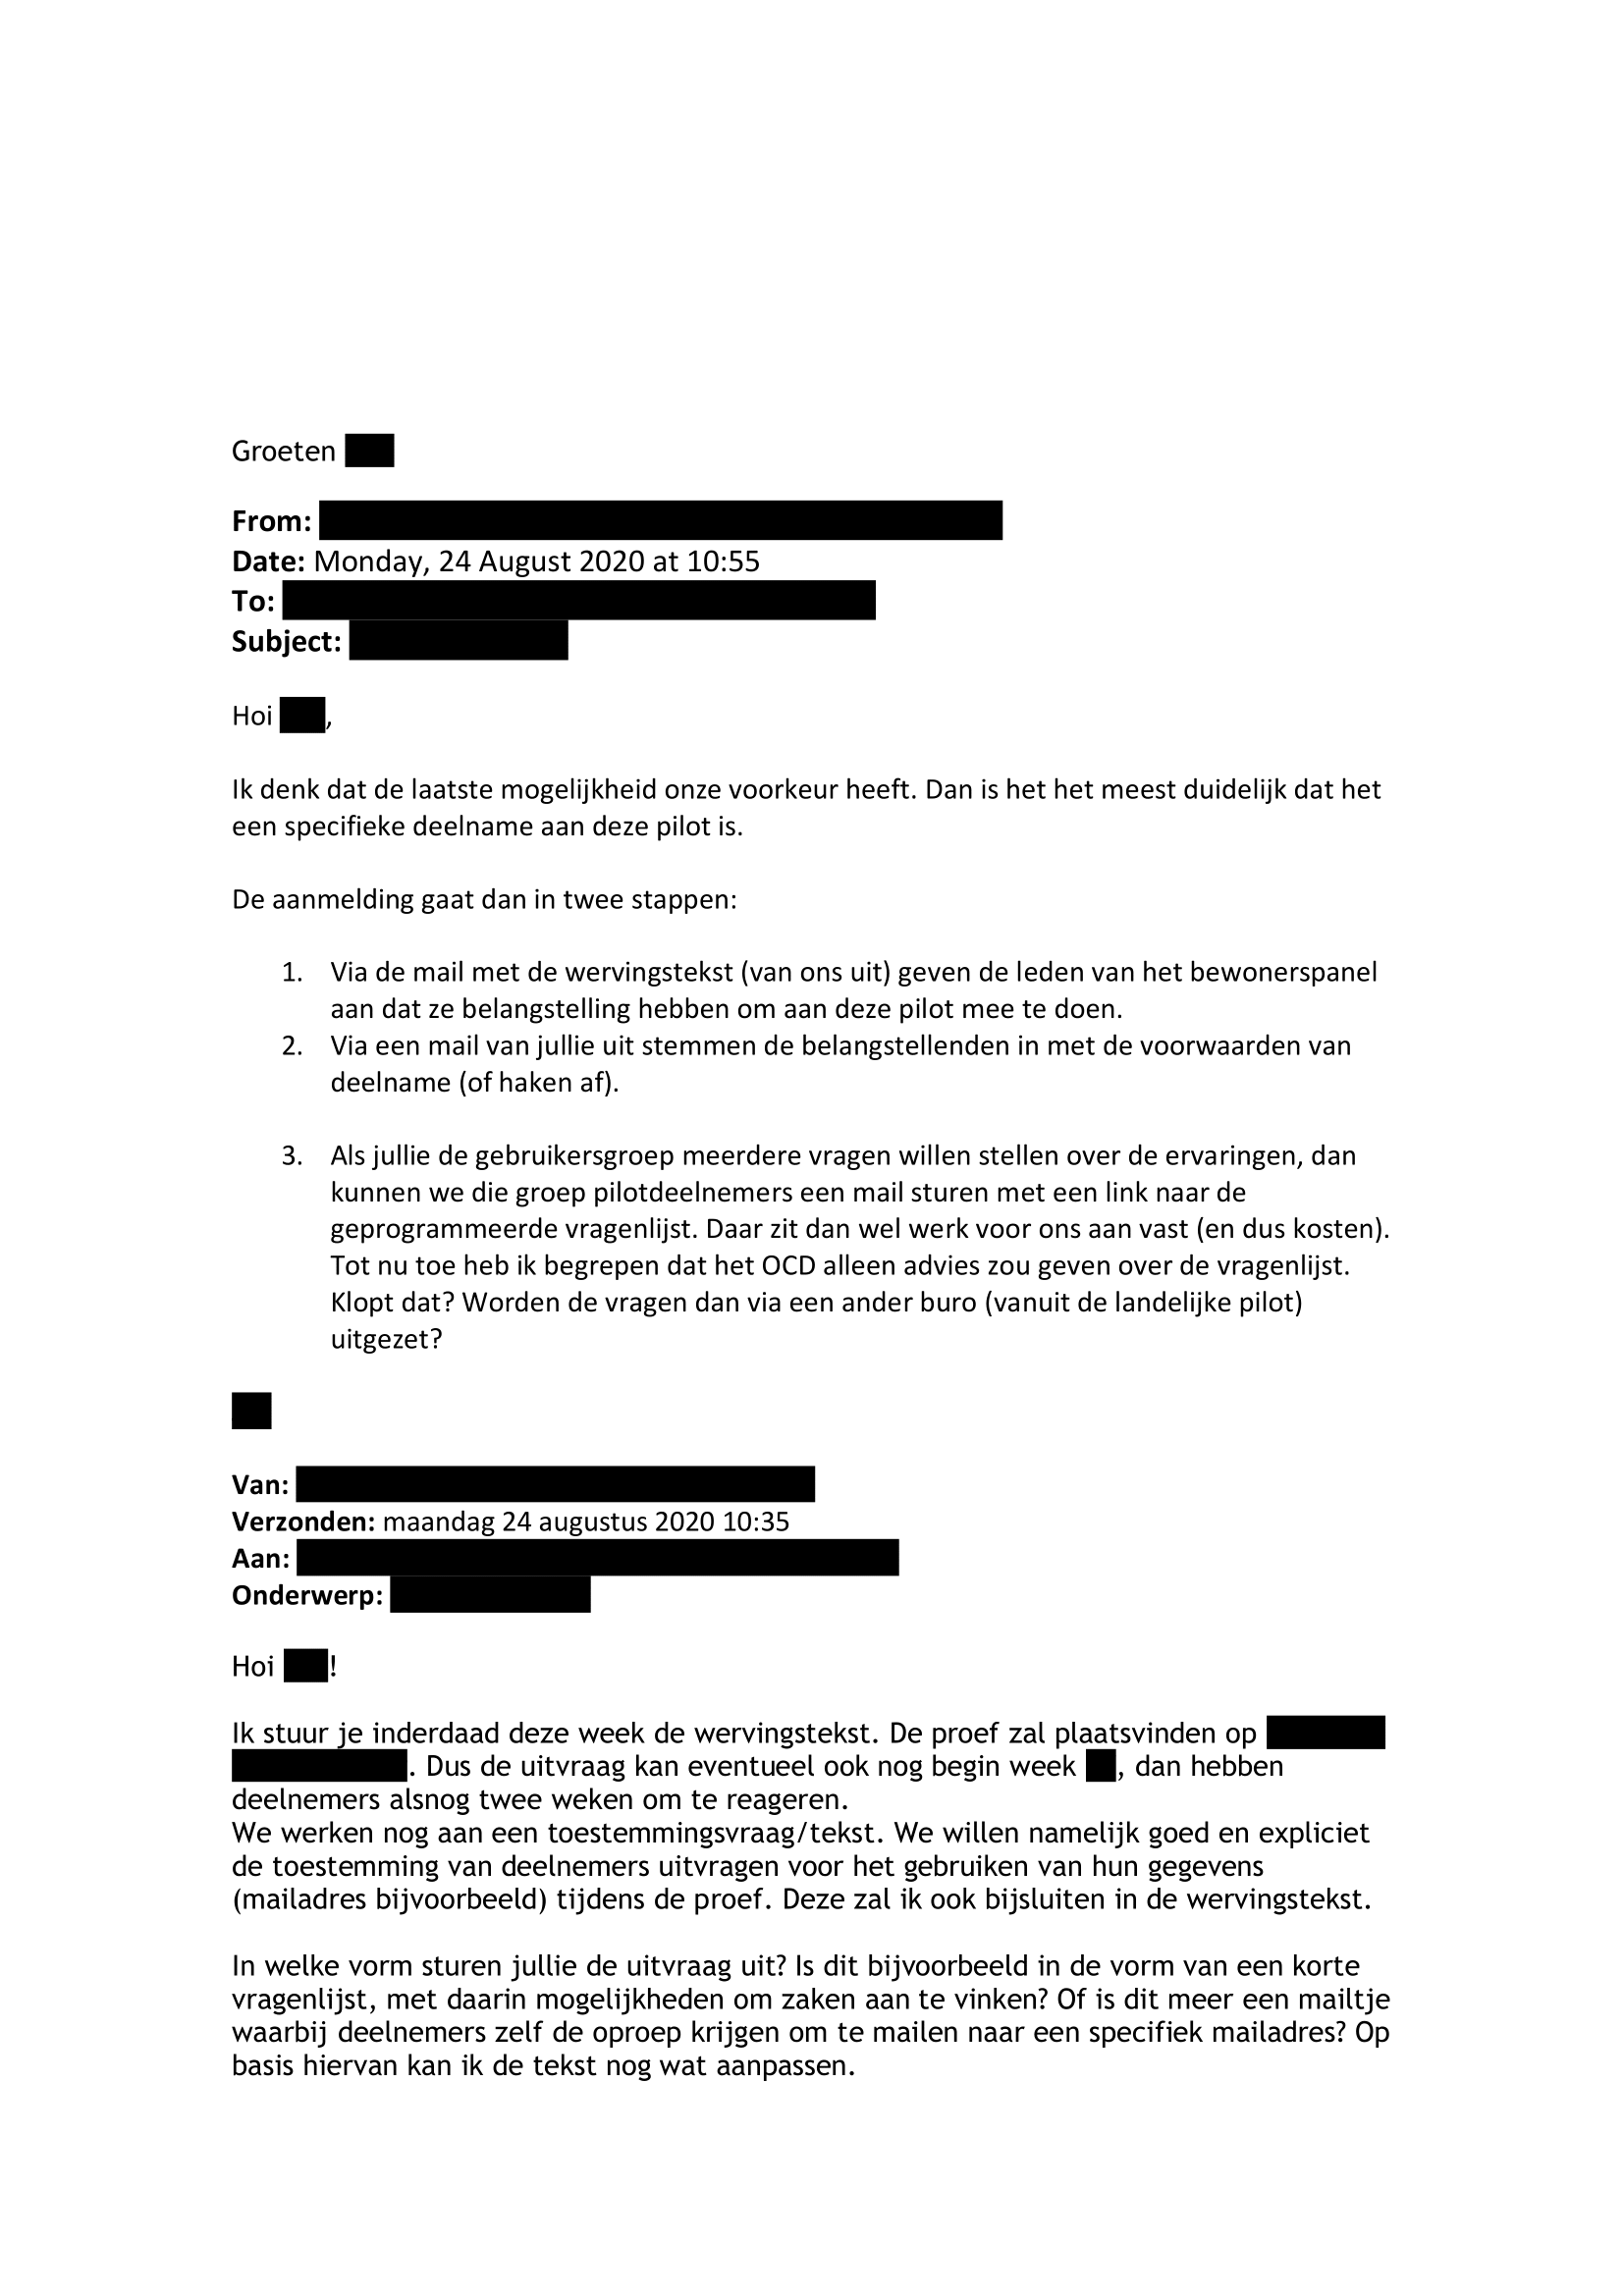 Groeten
From:
Date: Monday, 24 August 2020 at 10:55
To:
Subject:
Hoi ,
Ik denk dat de laatste mogelijkheid onze voorkeur heeft. Dan is het het meest duidelijk dat het
een specifieke deelname aan deze pilot is.
De aanmelding gaat dan in twee stappen:
1. Via de mail met de wervingstekst (van ons uit) geven de leden van het bewonerspanel
aan dat ze belangstelling hebben om aan deze pilot mee te doen.
2. Via een mail van jullie uit stemmen de belangstellenden in met de voorwaarden van
deelname (of haken af).
3. Als jullie de gebruikersgroep meerdere vragen willen stellen over de ervaringen, dan
kunnen we die groep pilotdeelnemers een mail sturen met een link naar de
geprogrammeerde vragenlijst. Daar zit dan wel werk voor ons aan vast (en dus kosten).
Tot nu toe heb ik begrepen dat het OCD alleen advies zou geven over de vragenlijst.
Klopt dat? Worden de vragen dan via een ander buro (vanuit de landelijke pilot)
uitgezet?
Van:
Verzonden: maandag 24 augustus 2020 10:35
Aan:
Onderwerp:
Hoi !
Ik stuur je inderdaad deze week de wervingstekst. De proef zal plaatsvinden op
. Dus de uitvraag kan eventueel ook nog begin week , dan hebben
deelnemers alsnog twee weken om te reageren.
We werken nog aan een toestemmingsvraag/tekst. We willen namelijk goed en expliciet
de toestemming van deelnemers uitvragen voor het gebruiken van hun gegevens
(mailadres bijvoorbeeld) tijdens de proef. Deze zal ik ook bijsluiten in de wervingstekst.
In welke vorm sturen jullie de uitvraag uit? Is dit bijvoorbeeld in de vorm van een korte
vragenlijst, met daarin mogelijkheden om zaken aan te vinken? Of is dit meer een mailtje
waarbij deelnemers zelf de oproep krijgen om te mailen naar een specifiek mailadres? Op
basis hiervan kan ik de tekst nog wat aanpassen.